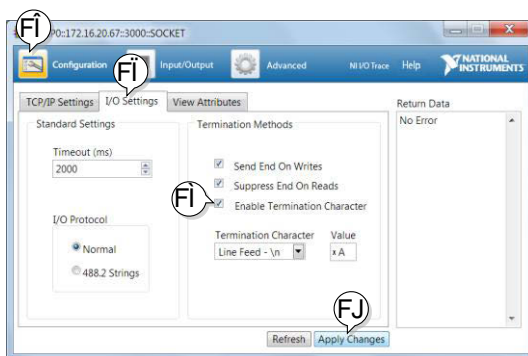 FÌ
P0::172.16.20.67::3000::SOCKET
Configuration Input/Output Advanced NI I/O Trace Help NATIONAL INSTRUMENTS
FÏ
TCP/IP Settings I/O Settings View Attributes Return Data
Standard Settings Termination Methods No Error
Timeout (ms)
2000
Send End On Writes
Suppress End On Reads
FÌ Enable Termination Character
I/O Protocol
Termination Character Value
Normal Line Feed - \n x A
488.2 Strings
FJ
Refresh Apply Changes